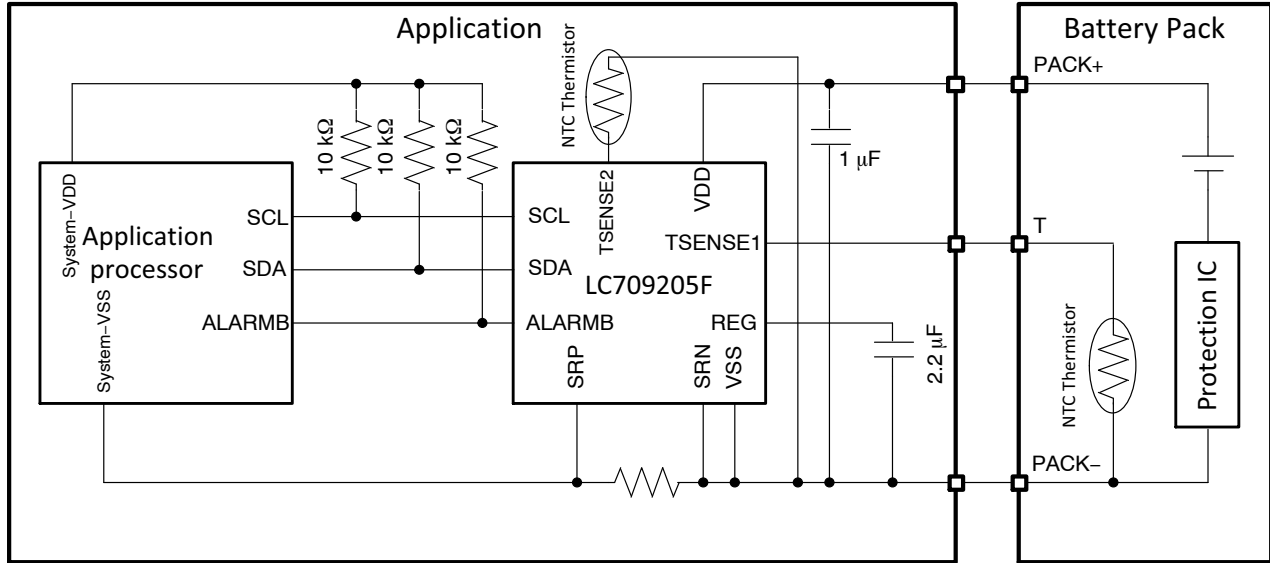 Application
Battery Pack
PACK+
NTC Thermistor
10 kΩ
10 kΩ
10 kΩ
1 μF
System−VDD
TSENSE2
VDD
SCL
SCL
T
Application
processor
TSENSE1
SDA
SDA
LC709205F
Protection IC
ALARMB
ALARMB
REG
2.2 μF
NTC Thermistor
System−VSS
SRP
SRN
VSS
PACK−